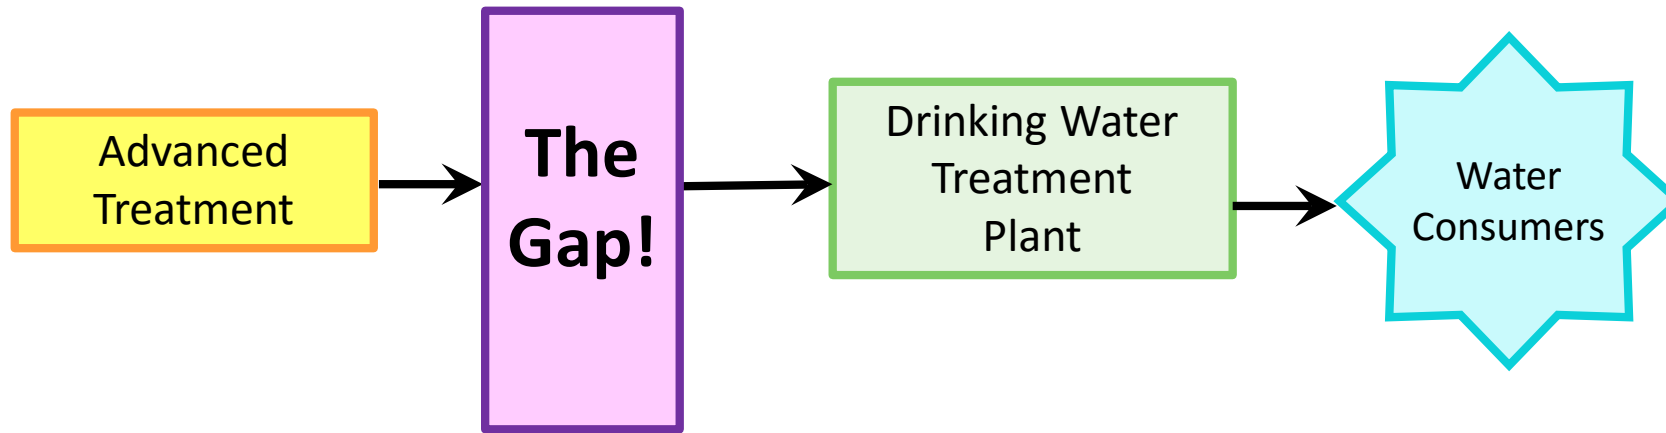 Advanced
Treatment
The
Gap!
Drinking Water
Treatment
Plant
Water
Consumers